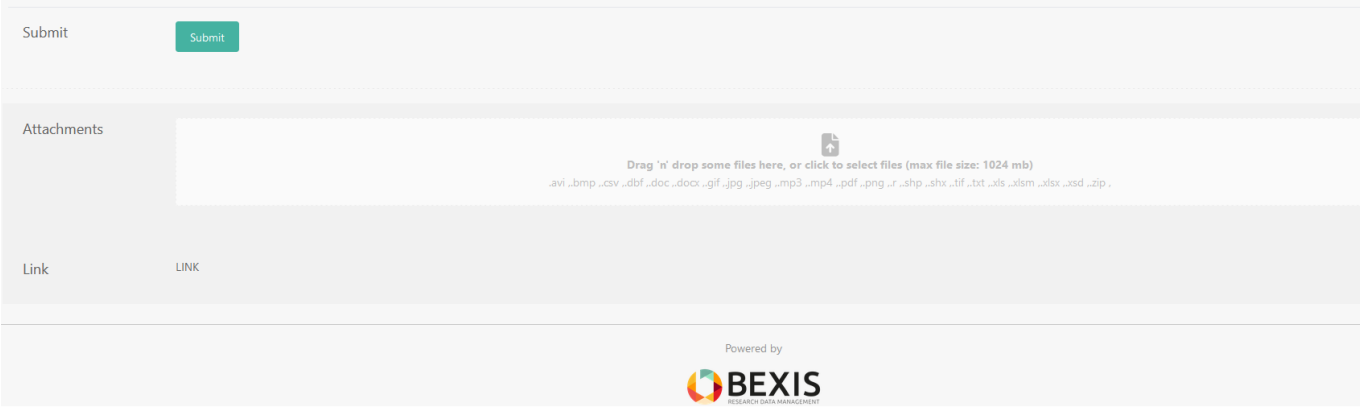 Submit
Submit
Attachments
Drag 'n' drop some files here, or click to select files (max file size: 1024 mb)
.avi ,.bmp ,.csv ,.dbf ,.doc ,.docx ,.gif ,.jpg ,.jpeg ,.mp3 ,.mp4 ,.pdf ,.png ,.r ,.shp ,.shx ,.tif ,.txt ,.xls ,.xlsm ,.xlsx ,.xsd ,.zip .
Link
LINK
Powered by
BEXIS
RESEARCH DATA MANAGEMENT